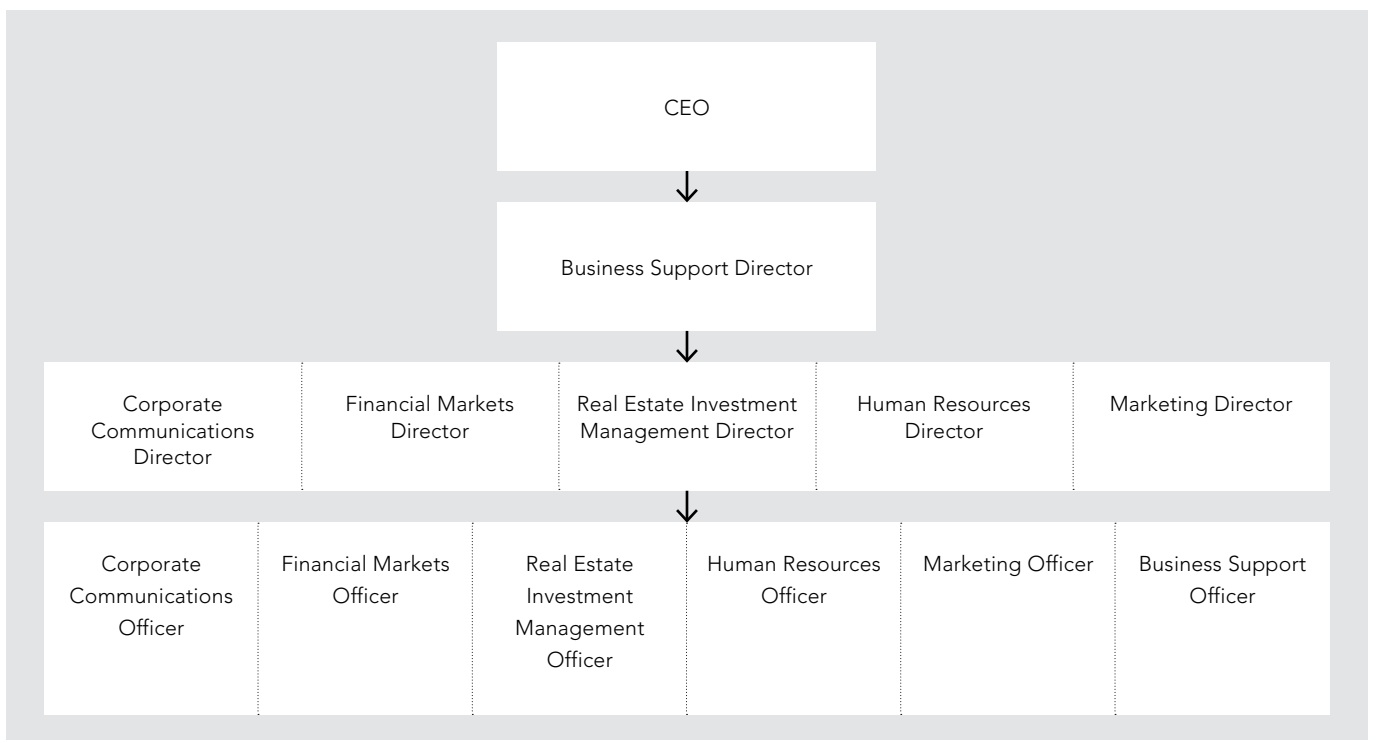 CEO
Business Support Director
Corporate
Communications
Director
Financial Markets
Director
Real Estate Investment
Management Director
Human Resources
Director
Marketing Director
Corporate
Communications
Officer
Financial Markets
Officer
Real Estate
Investment
Management
Officer
Human Resources
Officer
Marketing Officer
Business Support
Officer